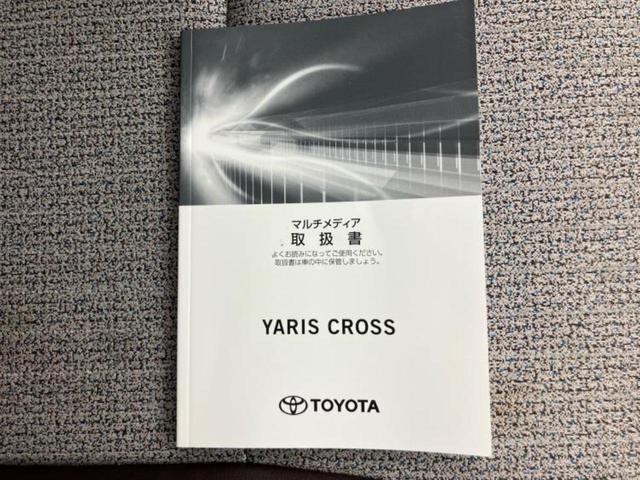 マルチメディア
取扱書
よくお読みになってご使用ください。
取扱書は車の中に保管しましょう。
YARIS CROSS
TOYOTA